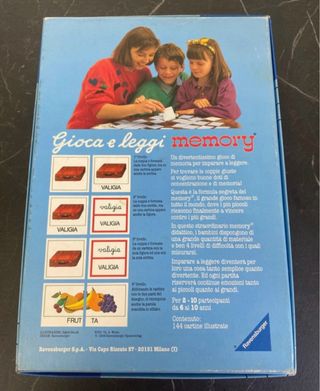 Gioca e leggi memory®
Un divertentissimo gioco di
memoria per imparare a leggere.
Per trovare le coppie giuste
ci vogliono buone doti di
concentrazione e di memoria!
Questa è la formula segreta del
memory®, il grande gioco famoso in
tutto il mondo, dove i più piccoli
riescono finalmente a vincere
contro i più grandi.
In questo straordinario memory®
didattico, i bambini dispongono di
una grande quantità di materiale
e ben 4 livelli di difficoltà con i quali
misurarsi.
Imparare a leggere diventerà per
loro una cosa tanto semplice quanto
divertente. Ed ogni partita
riserverà continue emozioni tanto
ai piccoli quanto ai grandi.
Per 2 - 10 partecipanti
da 6 ai 10 anni
Contenuto:
144 cartine illustrate
VALIGIA
VALIGIA
VALIGIA
valigia
VALIGIA
VALIGIA
valigia
VALIGIA
FRUT TA
Ravensburger S.p.A. - Via Capo Rizzuto 27 - 20151 Milano (I)
Ravensburger